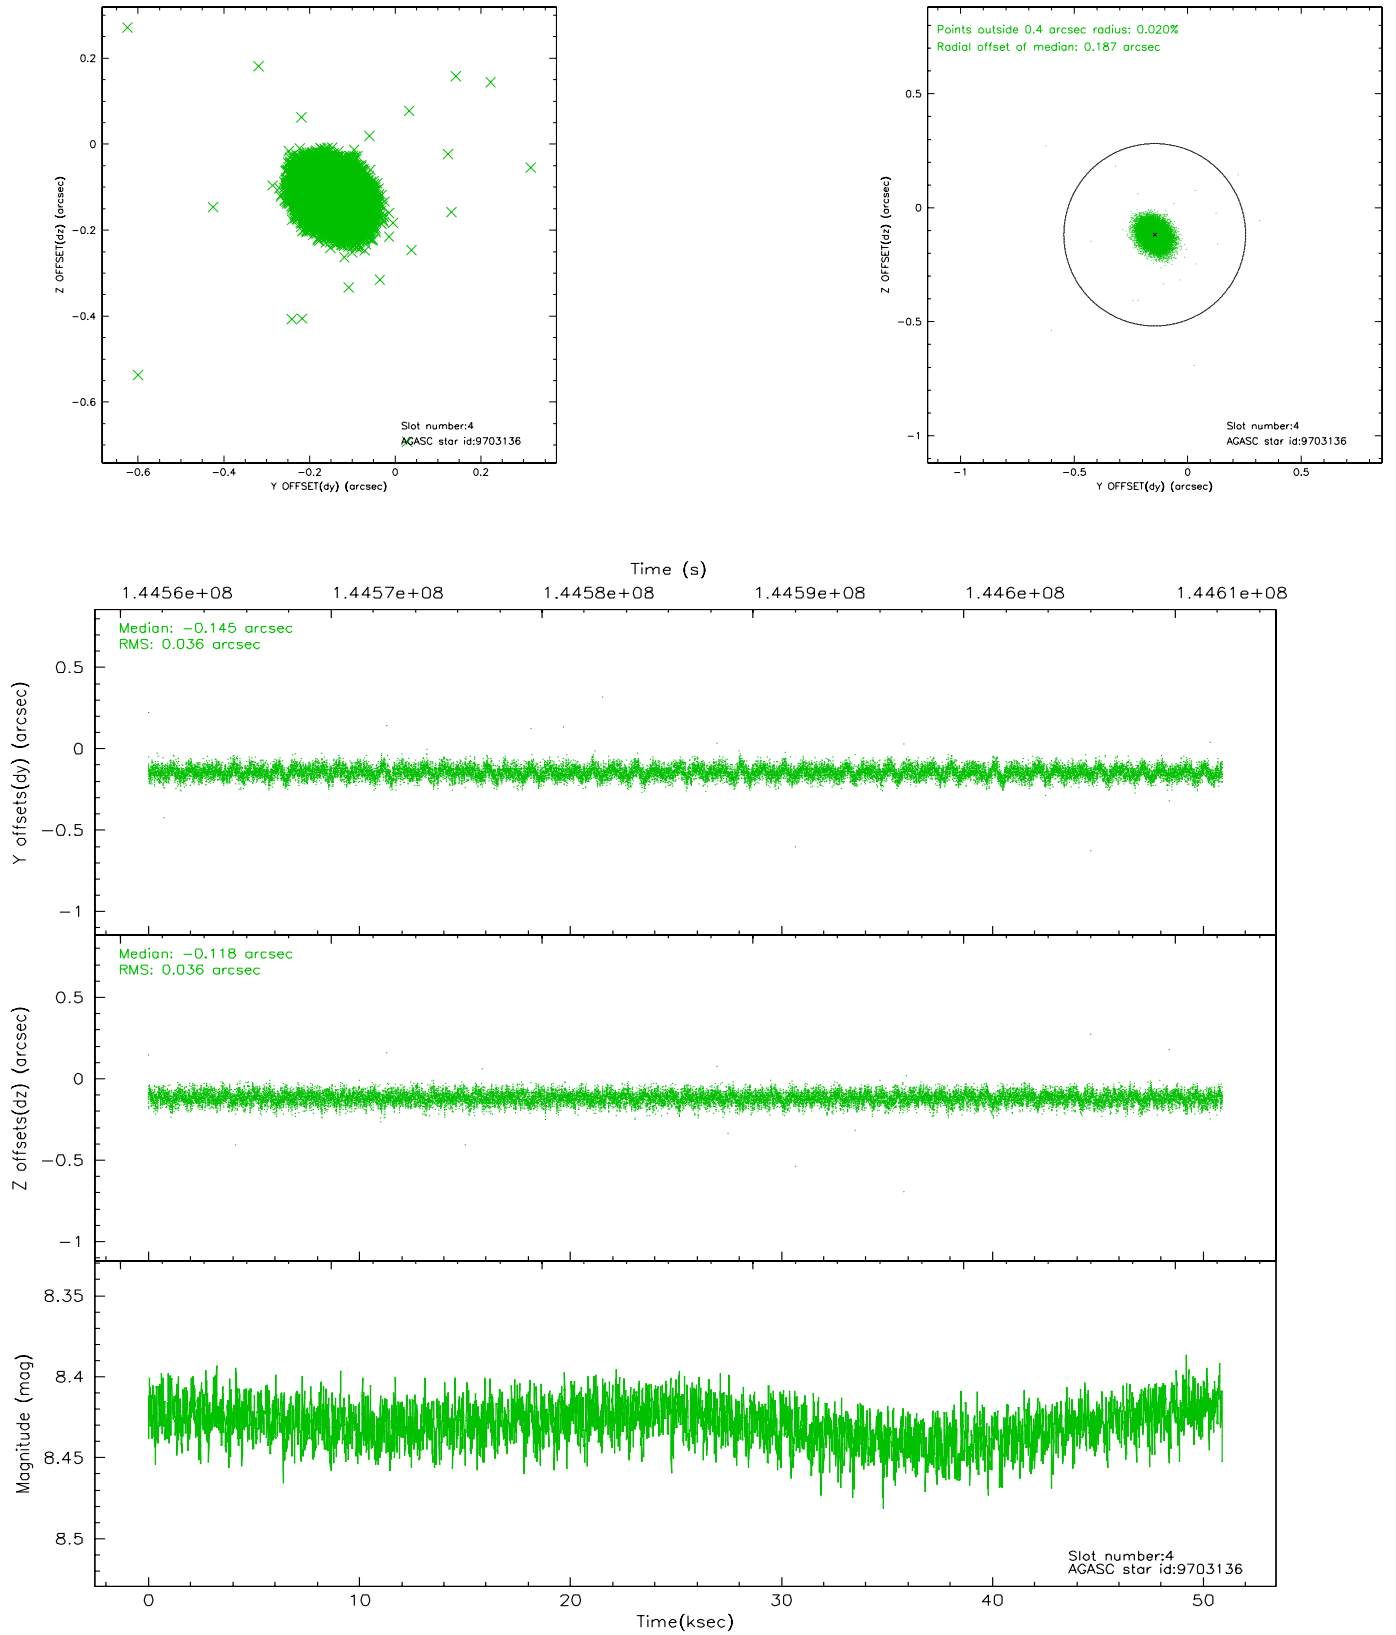 0.2
0
-0.2
-0.4
-0.6
Z OFFSET(dz) (arcsec)
Slot number:4
AGASC star id:9703136
-0.6
-0.4
-0.2
0
0.2
Y OFFSET(dy) (arcsec)
Points outside 0.4 arcsec radius: 0.020%
Radial offset of median: 0.187 arcsec
0.5
0
-0.5
-1
Z OFFSET(dz) (arcsec)
Slot number:4
AGASC star id:9703136
-1
-0.5
0
0.5
Y OFFSET(dy) (arcsec)
Time (s)
1.4456e+08
1.4457e+08
1.4458e+08
1.4459e+08
1.446e+08
1.4461e+08
Median: -0.145 arcsec
RMS: 0.036 arcsec
0.5
0
-0.5
-1
Y offsets(dy) (arcsec)
Median: -0.118 arcsec
RMS: 0.036 arcsec
0.5
0
-0.5
-1
Z offsets(dz) (arcsec)
8.35
8.4
8.45
8.5
Magnitude (mag)
Slot number:4
AGASC star id:9703136
0
10
20
30
40
50
Time(ksec)